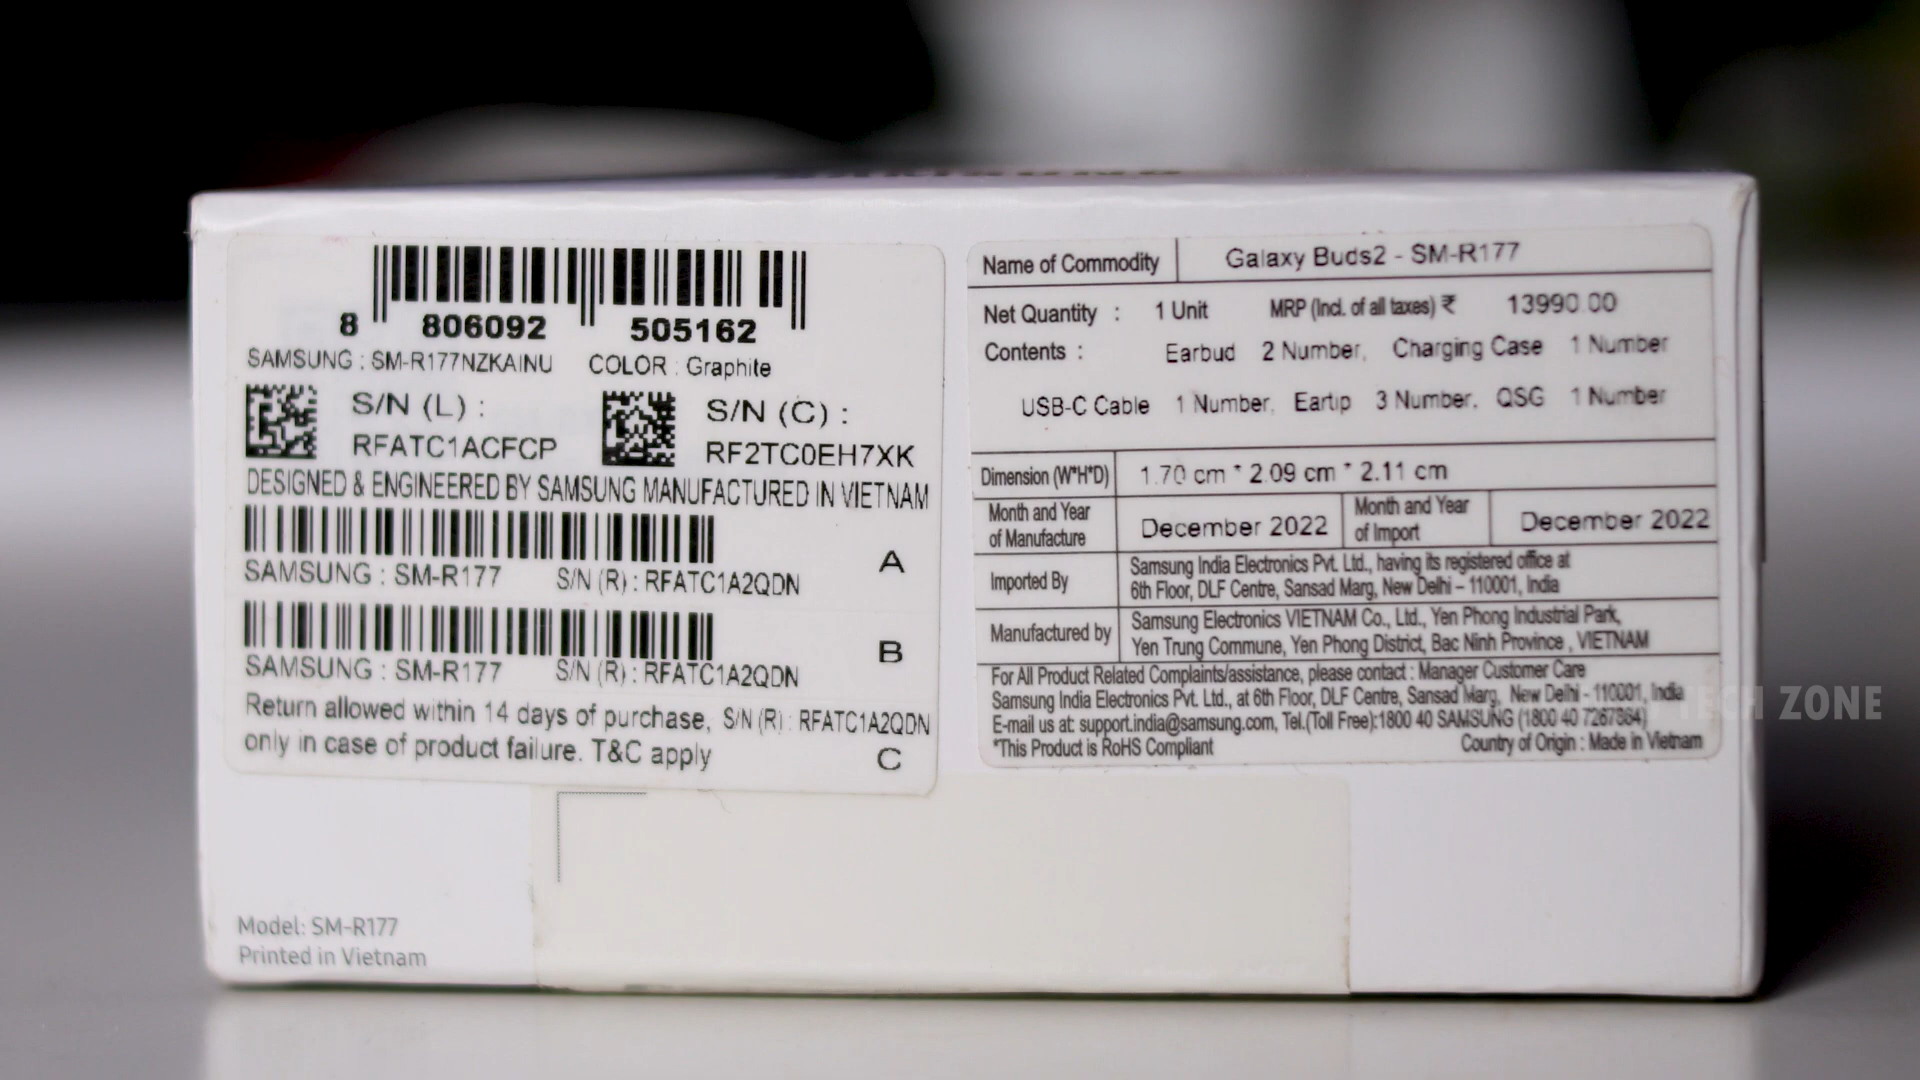 8 806092 505162
SAMSUNG : SM-R177NZKAINU COLOR : Graphite
S/N (L) :
RFATC1ACFCP
S/N (C) :
RF2TC0EH7XK
DESIGNED & ENGINEERED BY SAMSUNG MANUFACTURED IN VIETNAM
A
SAMSUNG : SM-R177 S/N (R) : RFATC1A2QDN
B
SAMSUNG : SM-R177 S/N (R) : RFATC1A2QDN
Return allowed within 14 days of purchase, S/N (R) : RFATC1A2QDN
only in case of product failure. T&C apply C
Model: SM-R177
Printed in Vietnam
Name of Commodity Galaxy Buds2 - SM-R177
Net Quantity : 1 Unit MRP (Incl. of all taxes) ₹ 13990.00
Contents : Earbud 2 Number, Charging Case 1 Number
USB-C Cable 1 Number, Eartip 3 Number, QSG 1 Number
Dimension (W*H*D) 1.70 cm * 2.09 cm * 2.11 cm
Month and Year
of Manufacture
December 2022
Month and Year
of Import
December 2022
Imported By
Samsung India Electronics Pvt. Ltd., having its registered office at
6th Floor, DLF Centre, Sansad Marg, New Delhi – 110001, India
Manufactured by
Samsung Electronics VIETNAM Co., Ltd., Yen Phong Industrial Park,
Yen Trung Commune, Yen Phong District, Bac Ninh Province , VIETNAM
For All Product Related Complaints/assistance, please contact : Manager Customer Care
Samsung India Electronics Pvt. Ltd., at 6th Floor, DLF Centre, Sansad Marg, New Delhi - 110001, India
E-mail us at: support.india@samsung.com, Tel.(Toll Free):1800 40 SAMSUNG (1800 40 7267864)
*This Product is RoHS Compliant Country of Origin : Made in Vietnam
TECH ZONE